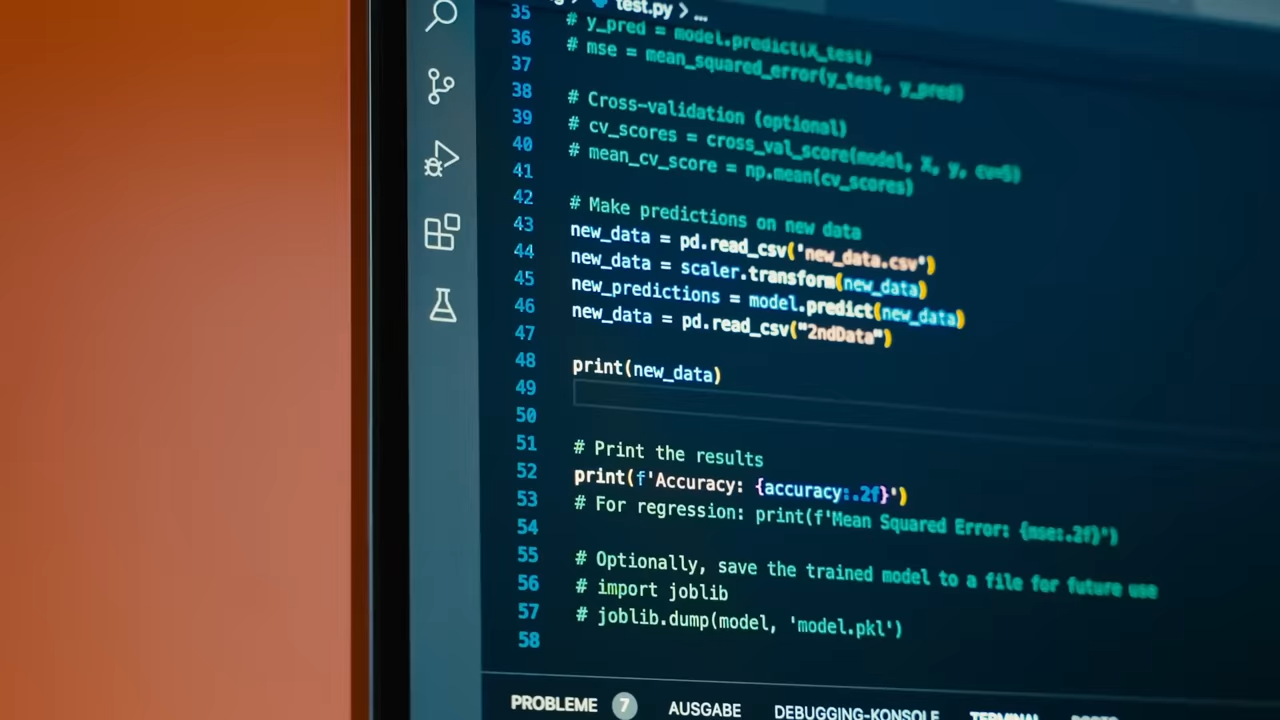 test.py > ...
35 # y_pred = model.predict(X_test)
36 # mse = mean_squared_error(y_test, y_pred)
37
38 # Cross-validation (optional)
39 # cv_scores = cross_val_score(model, X, y, cv=5)
40 # mean_cv_score = np.mean(cv_scores)
41
42 # Make predictions on new data
43 new_data = pd.read_csv('new_data.csv')
44 new_data = scaler.transform(new_data)
45 new_predictions = model.predict(new_data)
46 new_data = pd.read_csv("2ndData")
47
48 print(new_data)
49
50
51 # Print the results
52 print(f'Accuracy: {accuracy:.2f}')
53 # For regression: print(f'Mean Squared Error: {mse:.2f}')
54
55 # Optionally, save the trained model to a file for future use
56 # import joblib
57 # joblib.dump(model, 'model.pkl')
58
PROBLEME 7 AUSGABE DEBUGGING-KONSOLE TERMINAL